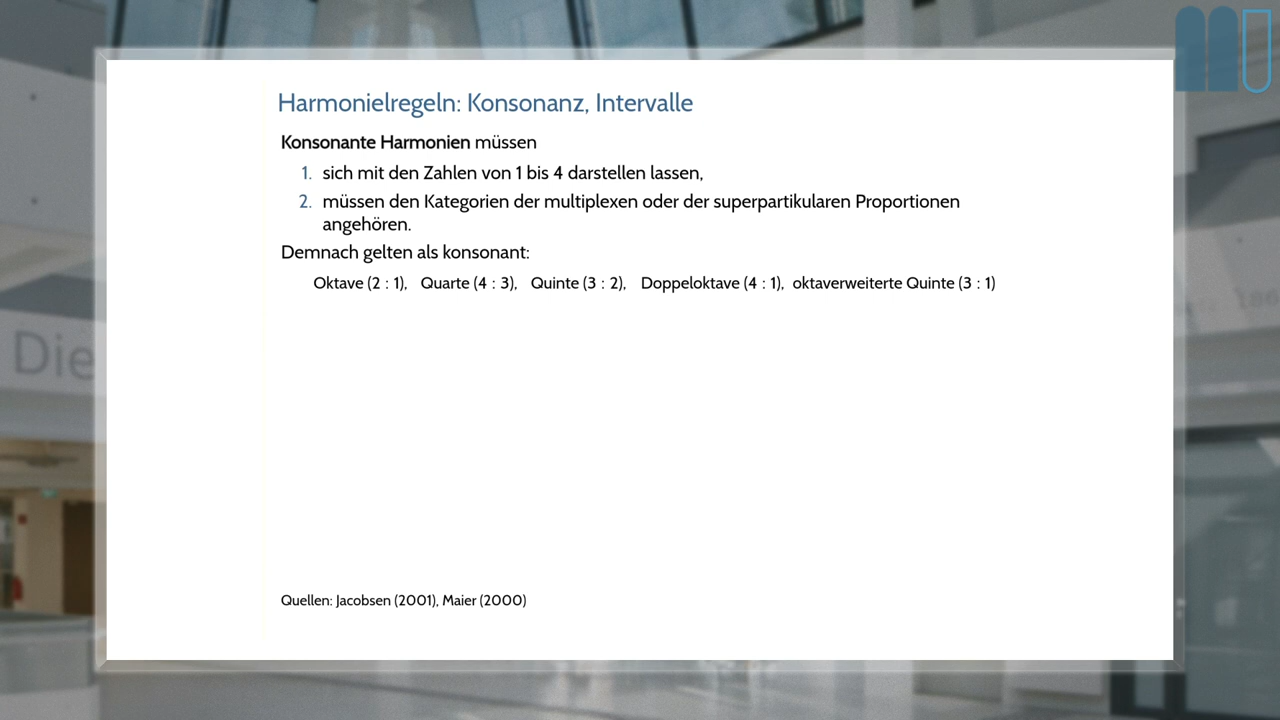 Harmonielregeln: Konsonanz, Intervalle
Konsonante Harmonien müssen
1. sich mit den Zahlen von 1 bis 4 darstellen lassen,
2. müssen den Kategorien der multiplexen oder der superpartikularen Proportionen
angehören.
Demnach gelten als konsonant:
Oktave (2 : 1), Quarte (4 : 3), Quinte (3 : 2), Doppeloktave (4 : 1), oktaverweiterte Quinte (3 : 1)
Die
Quellen: Jacobsen (2001), Maier (2000)